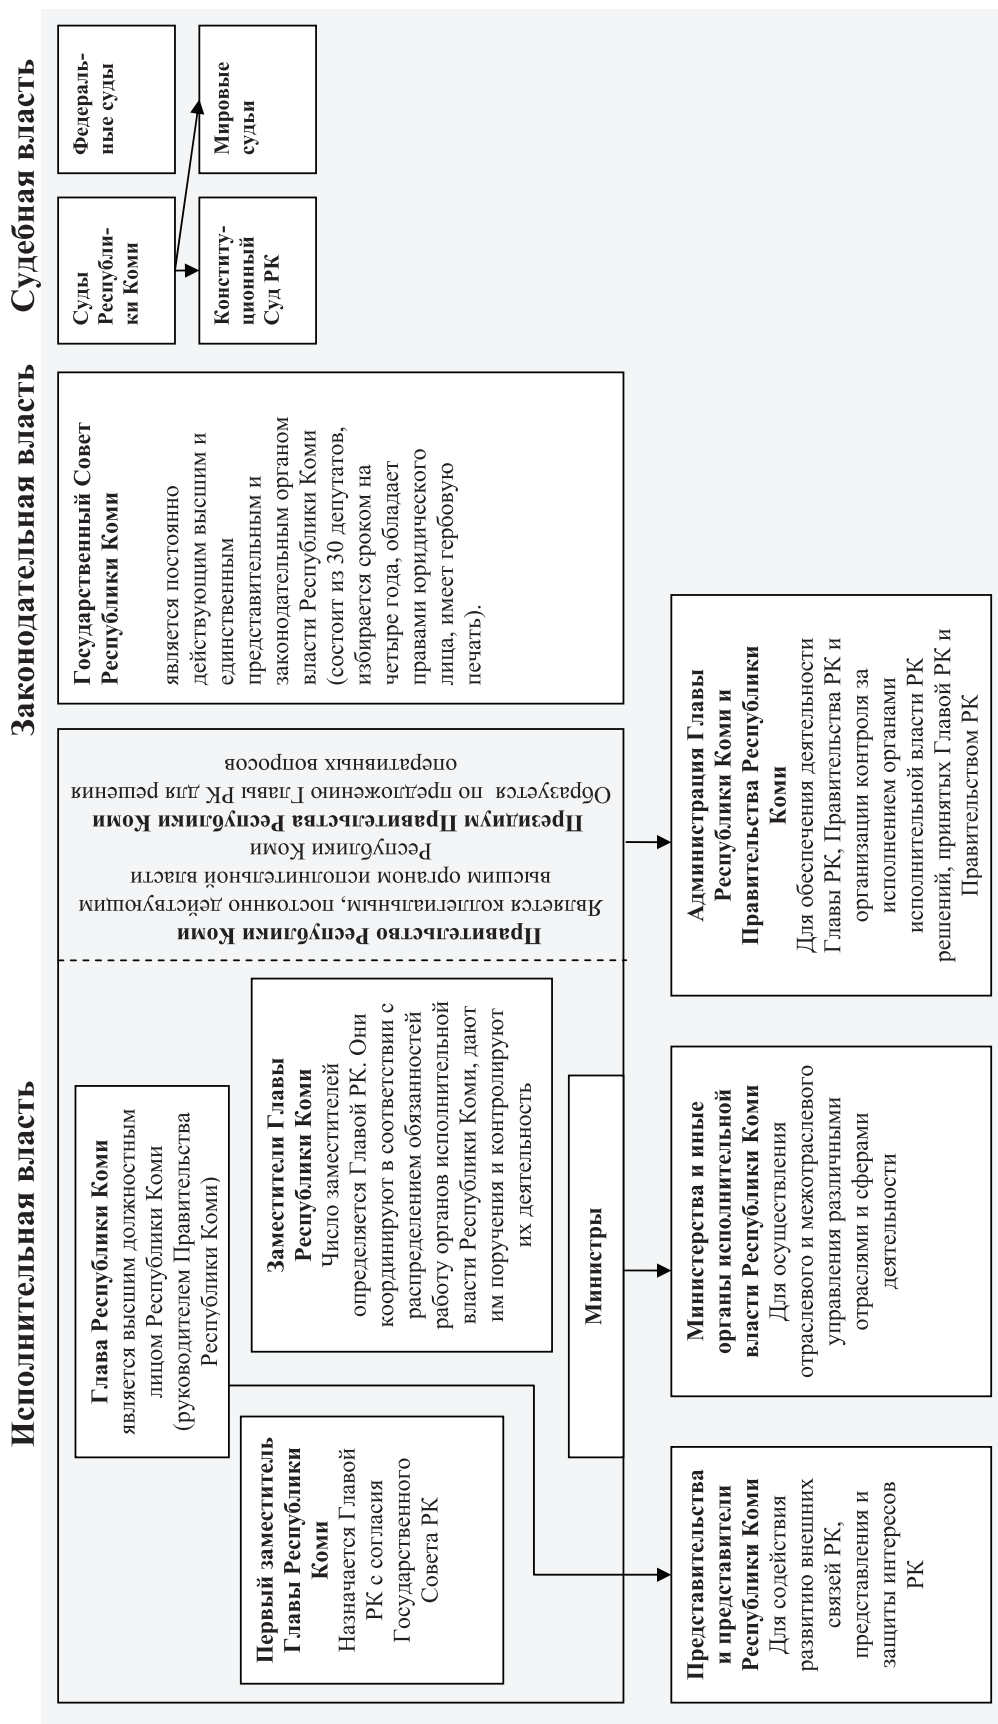 Исполнительная власть
Глава Республики Коми
является высшим должностным
лицом Республики Коми
(руководителем Правительства
Республики Коми)
Первый заместитель
Главы Республики
Коми
Назначается Главой
РК с согласия
Государственного
Совета РК
Заместители Главы
Республики Коми
Число заместителей
определяется Главой РК. Они
координируют в соответствии с
распределением обязанностей
работу органов исполнительной
власти Республики Коми, дают
им поручения и контролируют
их деятельность
Министры
Правительство Республики Коми
Является коллегиальным, постоянно действующим
высшим органом исполнительной власти
Республики Коми
Президиум Правительства Республики Коми
Образуется по предложению Главы РК для решения
оперативных вопросов
Представительства
и представители
Республики Коми
Для содействия
развитию внешних
связей РК,
представления и
защиты интересов
РК
Министерства и иные
органы исполнительной
власти Республики Коми
Для осуществления
отраслевого и межотраслевого
управления различными
отраслями и сферами
деятельности
Администрация Главы
Республики Коми и
Правительства Республики
Коми
Для обеспечения деятельности
Главы РК, Правительства РК и
организации контроля за
исполнением органами
исполнительной власти РК
решений, принятых Главой РК и
Правительством РК
Законодательная власть
Государственный Совет
Республики Коми
является постоянно
действующим высшим и
единственным
представительным и
законодательным органом
власти Республики Коми
(состоит из 30 депутатов,
избирается сроком на
четыре года, обладает
правами юридического
лица, имеет гербовую
печать).
Судебная власть
Суды
Республи-
ки Коми
Федераль-
ные суды
Конститу-
ционный
Суд РК
Мировые
судьи